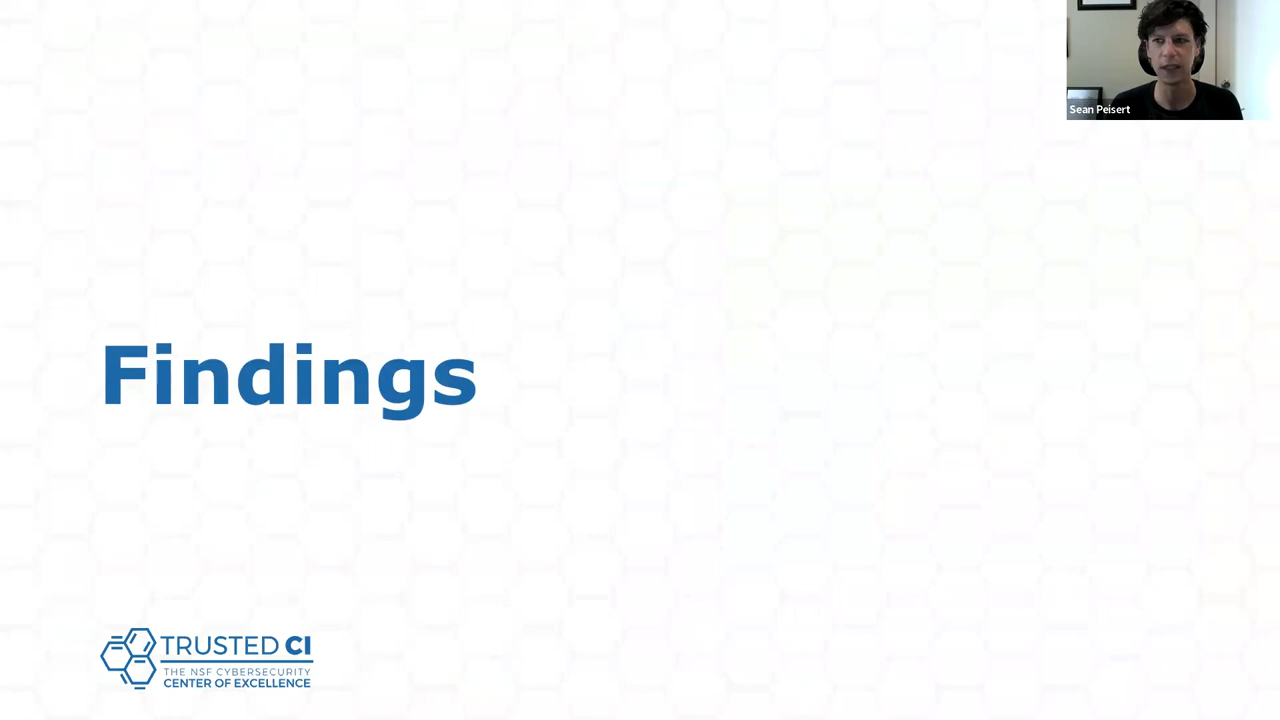 Sean Peisert
Findings
TRUSTED CI
THE NSF CYBERSECURITY
CENTER OF EXCELLENCE